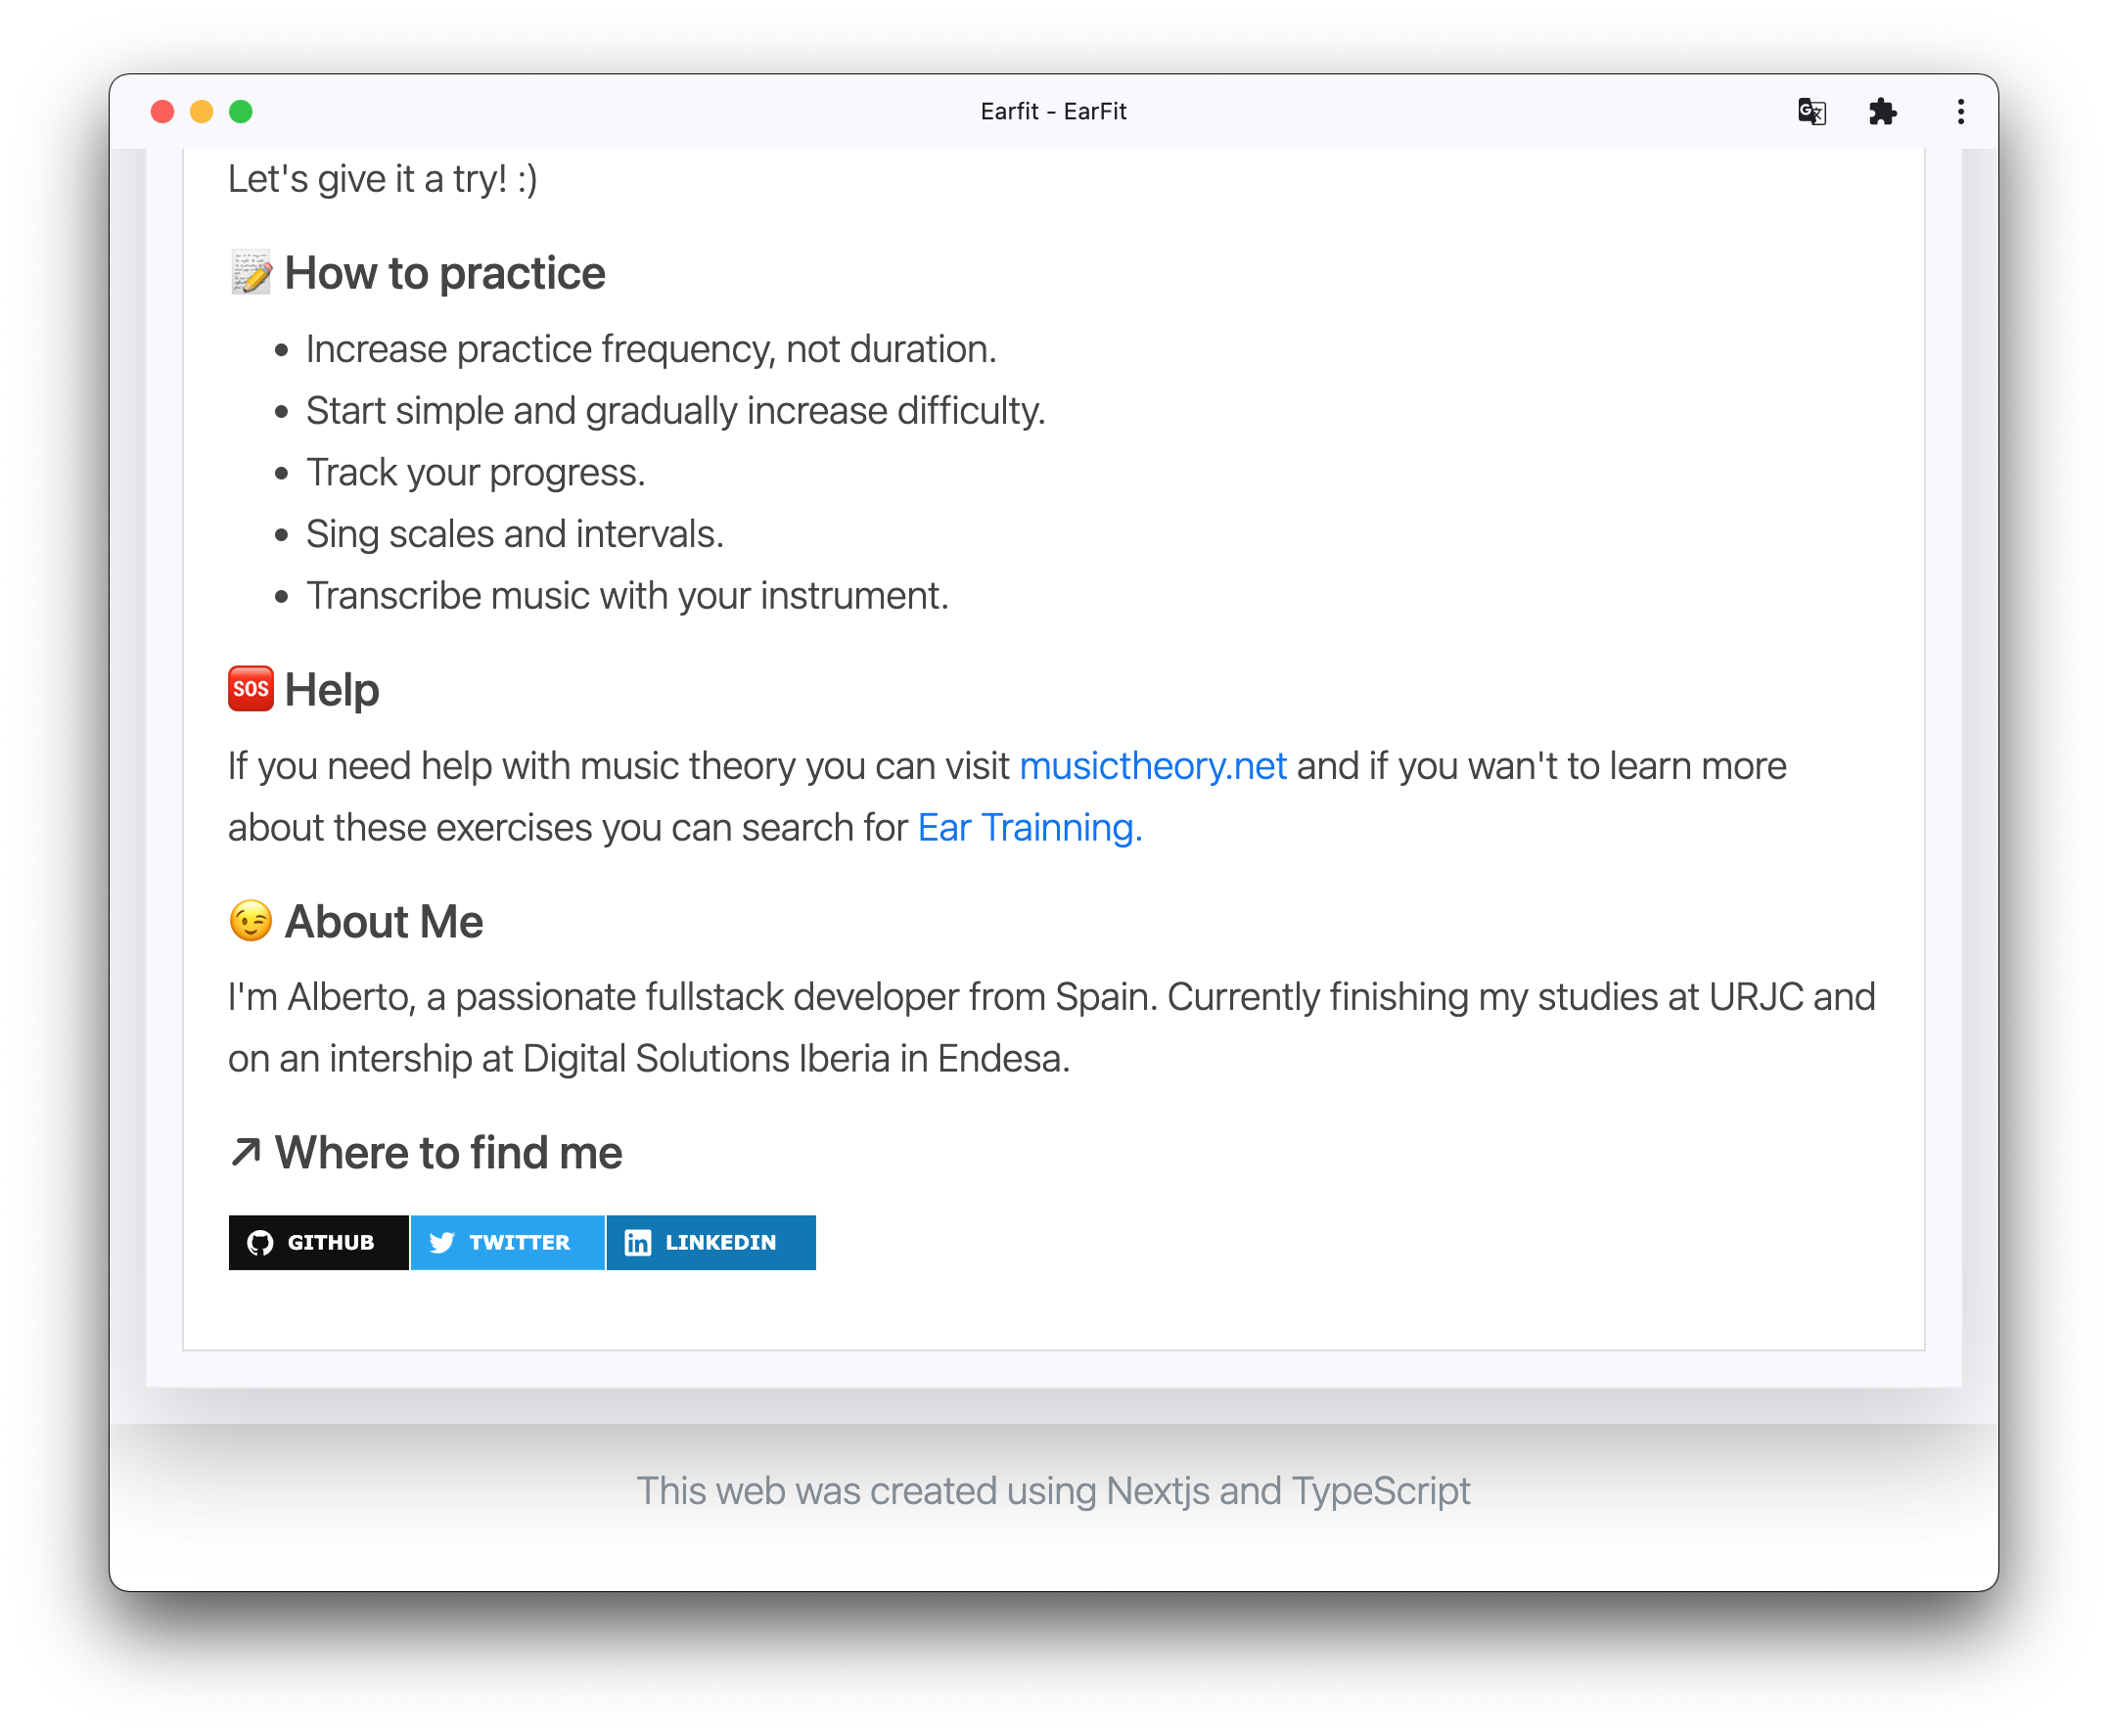 Earfit - EarFit
Let's give it a try! :)
📝 How to practice
• Increase practice frequency, not duration.
• Start simple and gradually increase difficulty.
• Track your progress.
• Sing scales and intervals.
• Transcribe music with your instrument.
🆘 Help
If you need help with music theory you can visit musictheory.net and if you wan't to learn more
about these exercises you can search for Ear Trainning.
😉 About Me
I'm Alberto, a passionate fullstack developer from Spain. Currently finishing my studies at URJC and
on an intership at Digital Solutions Iberia in Endesa.
↗ Where to find me
GITHUB TWITTER LINKEDIN
This web was created using Nextjs and TypeScript